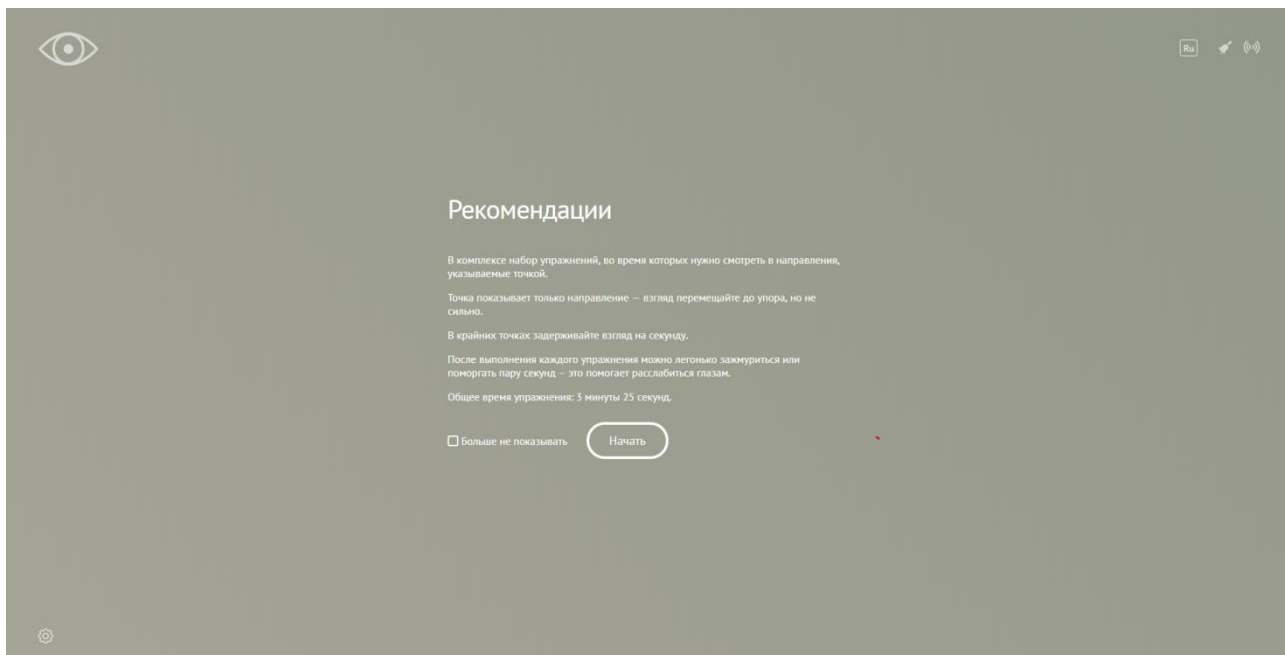 Ru
Рекомендации
В комплексе набор упражнений, во время которых нужно смотреть в направления,
указываемые точкой.
Точка показывает только направление — взгляд перемещайте до упора, но не
сильно.
В крайних точках задерживайте взгляд на секунду.
После выполнения каждого упражнения можно легонько зажмуриться или
поморгать пару секунд – это помогает расслабиться глазам.
Общее время упражнения: 3 минуты 25 секунд.
Больше не показывать
Начать